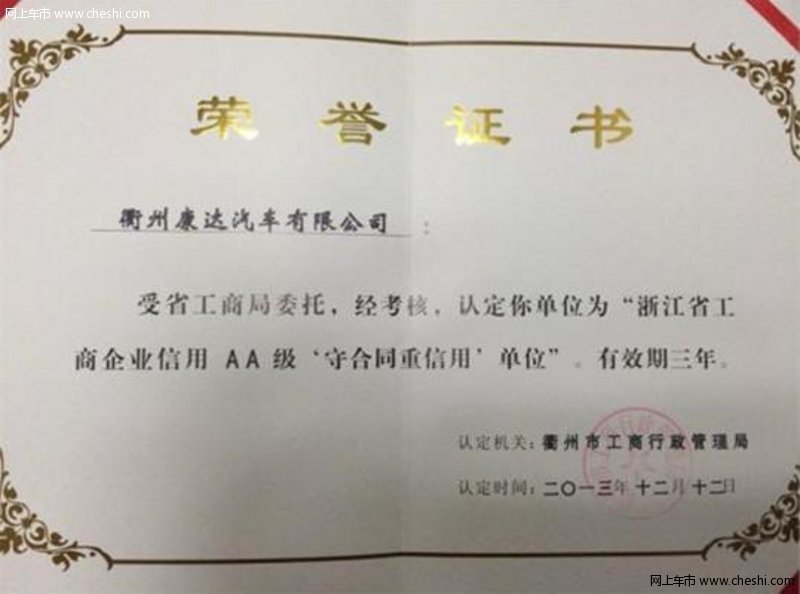 网上车市 www.cheshi.com
荣誉证书
衢州康达汽车有限公司：
受省工商局委托，经考核，认定你单位为“浙江省工
商企业信用 AA 级‘守合同重信用’单位”。有效期三年。
认定机关：衢州市工商行政管理局
认定时间：二〇一三年十二月十二日
网上车市 www.cheshi.com